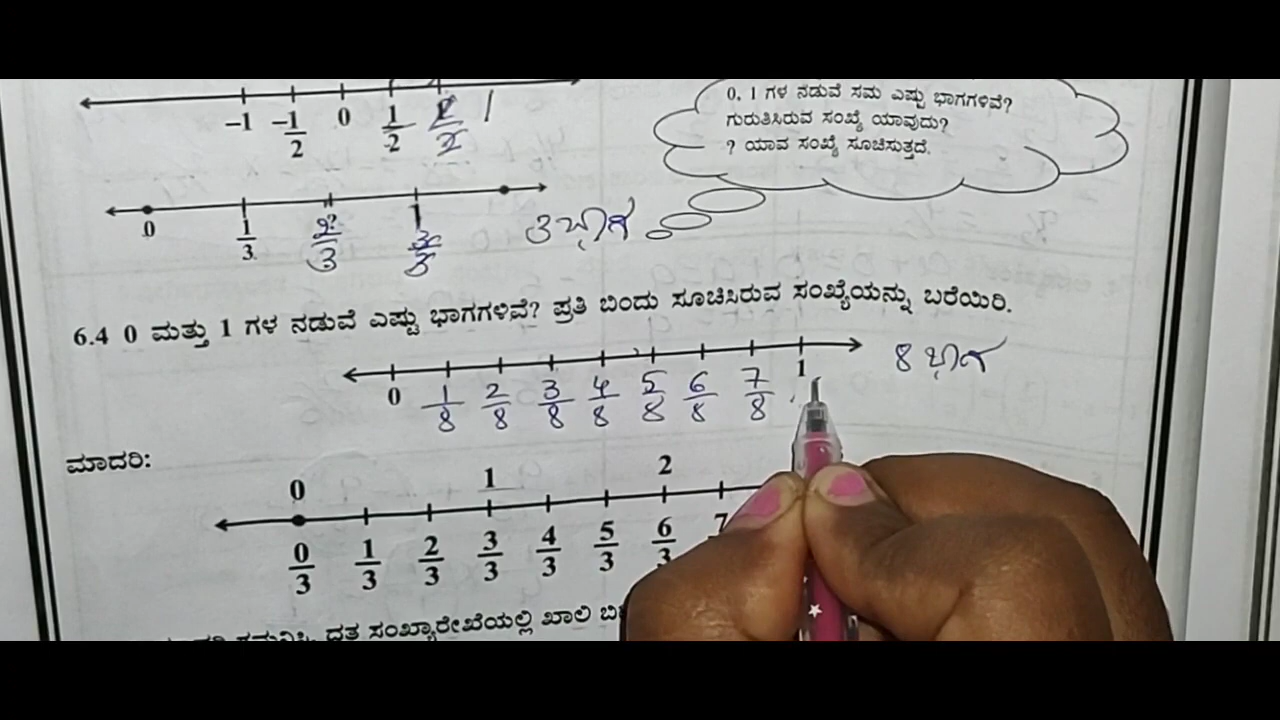 0, 1 ಗಳ ನಡುವೆ ಸಮ ಎಷ್ಟು ಭಾಗಗಳಿವೆ?
ಗುರುತಿಸಿರುವ ಸಂಖ್ಯೆ ಯಾವುದು?
? ಯಾವ ಸಂಖ್ಯೆ ಸೂಚಿಸುತ್ತದೆ.
-1 -1/2 0 1/2 2/2 1
0 1/3 2/3 1 3/3 3 ಭಾಗ
6.4 0 ಮತ್ತು 1 ಗಳ ನಡುವೆ ಎಷ್ಟು ಭಾಗಗಳಿವೆ? ಪ್ರತಿ ಬಿಂದು ಸೂಚಿಸಿರುವ ಸಂಖ್ಯೆಯನ್ನು ಬರೆಯಿರಿ.
0 1/8 2/8 3/8 4/8 5/8 6/8 7/8 1 8 ಭಾಗ
ಮಾದರಿ:
0 1 2
0/3 1/3 2/3 3/3 4/3 5/3 6/3 7
ಸಂಖ್ಯಾರೇಖೆಯಲ್ಲಿ ಖಾಲಿ